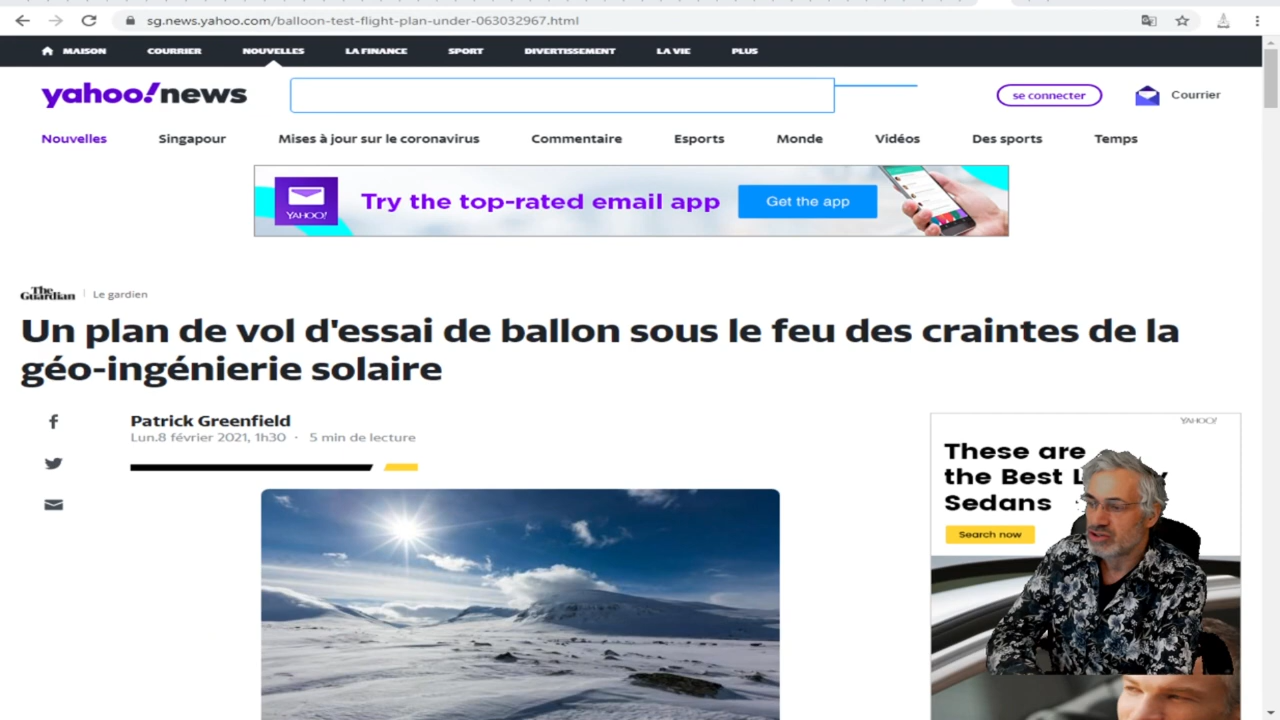 sg.news.yahoo.com/balloon-test-flight-plan-under-063032967.html
MAISON COURRIER NOUVELLES LA FINANCE SPORT DIVERTISSEMENT LA VIE PLUS
yahoo!news
se connecter
Courrier
Nouvelles Singapour Mises à jour sur le coronavirus Commentaire Esports Monde Vidéos Des sports Temps
YAHOO!
Try the top-rated email app
Get the app
The Guardian
Le gardien
Un plan de vol d'essai de ballon sous le feu des craintes de la
géo-ingénierie solaire
Patrick Greenfield
Lun.8 février 2021, 1h30 · 5 min de lecture
YAHOO!
These are
the Best
Sedans
Search now